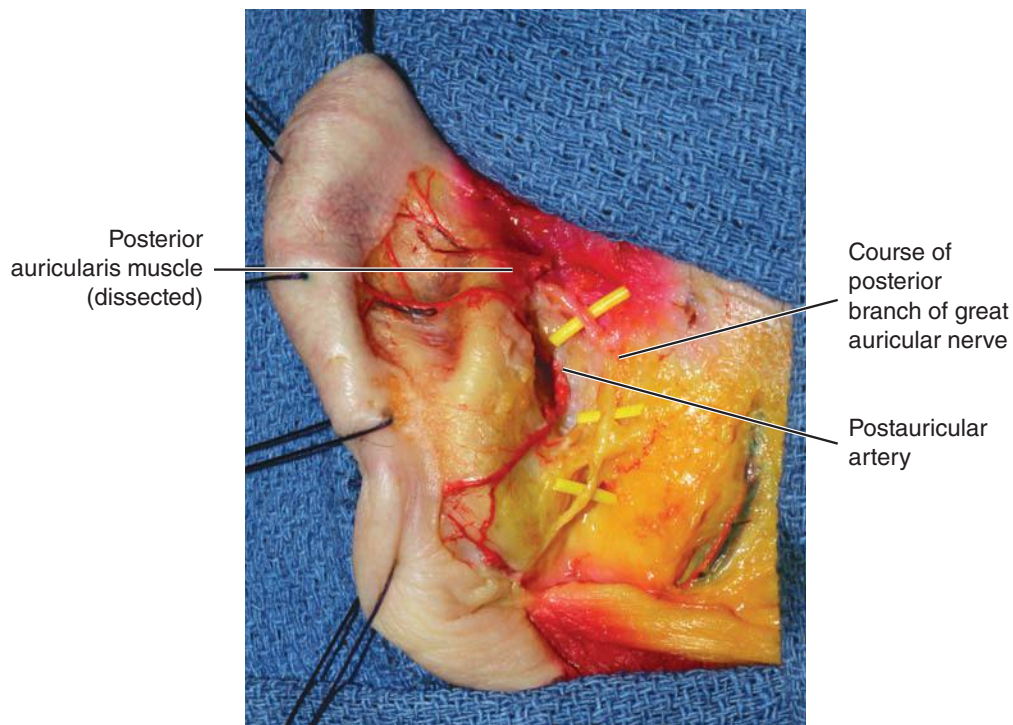 Posterior
auricularis muscle
(dissected)
Course of
posterior
branch of great
auricular nerve
Postauricular
artery